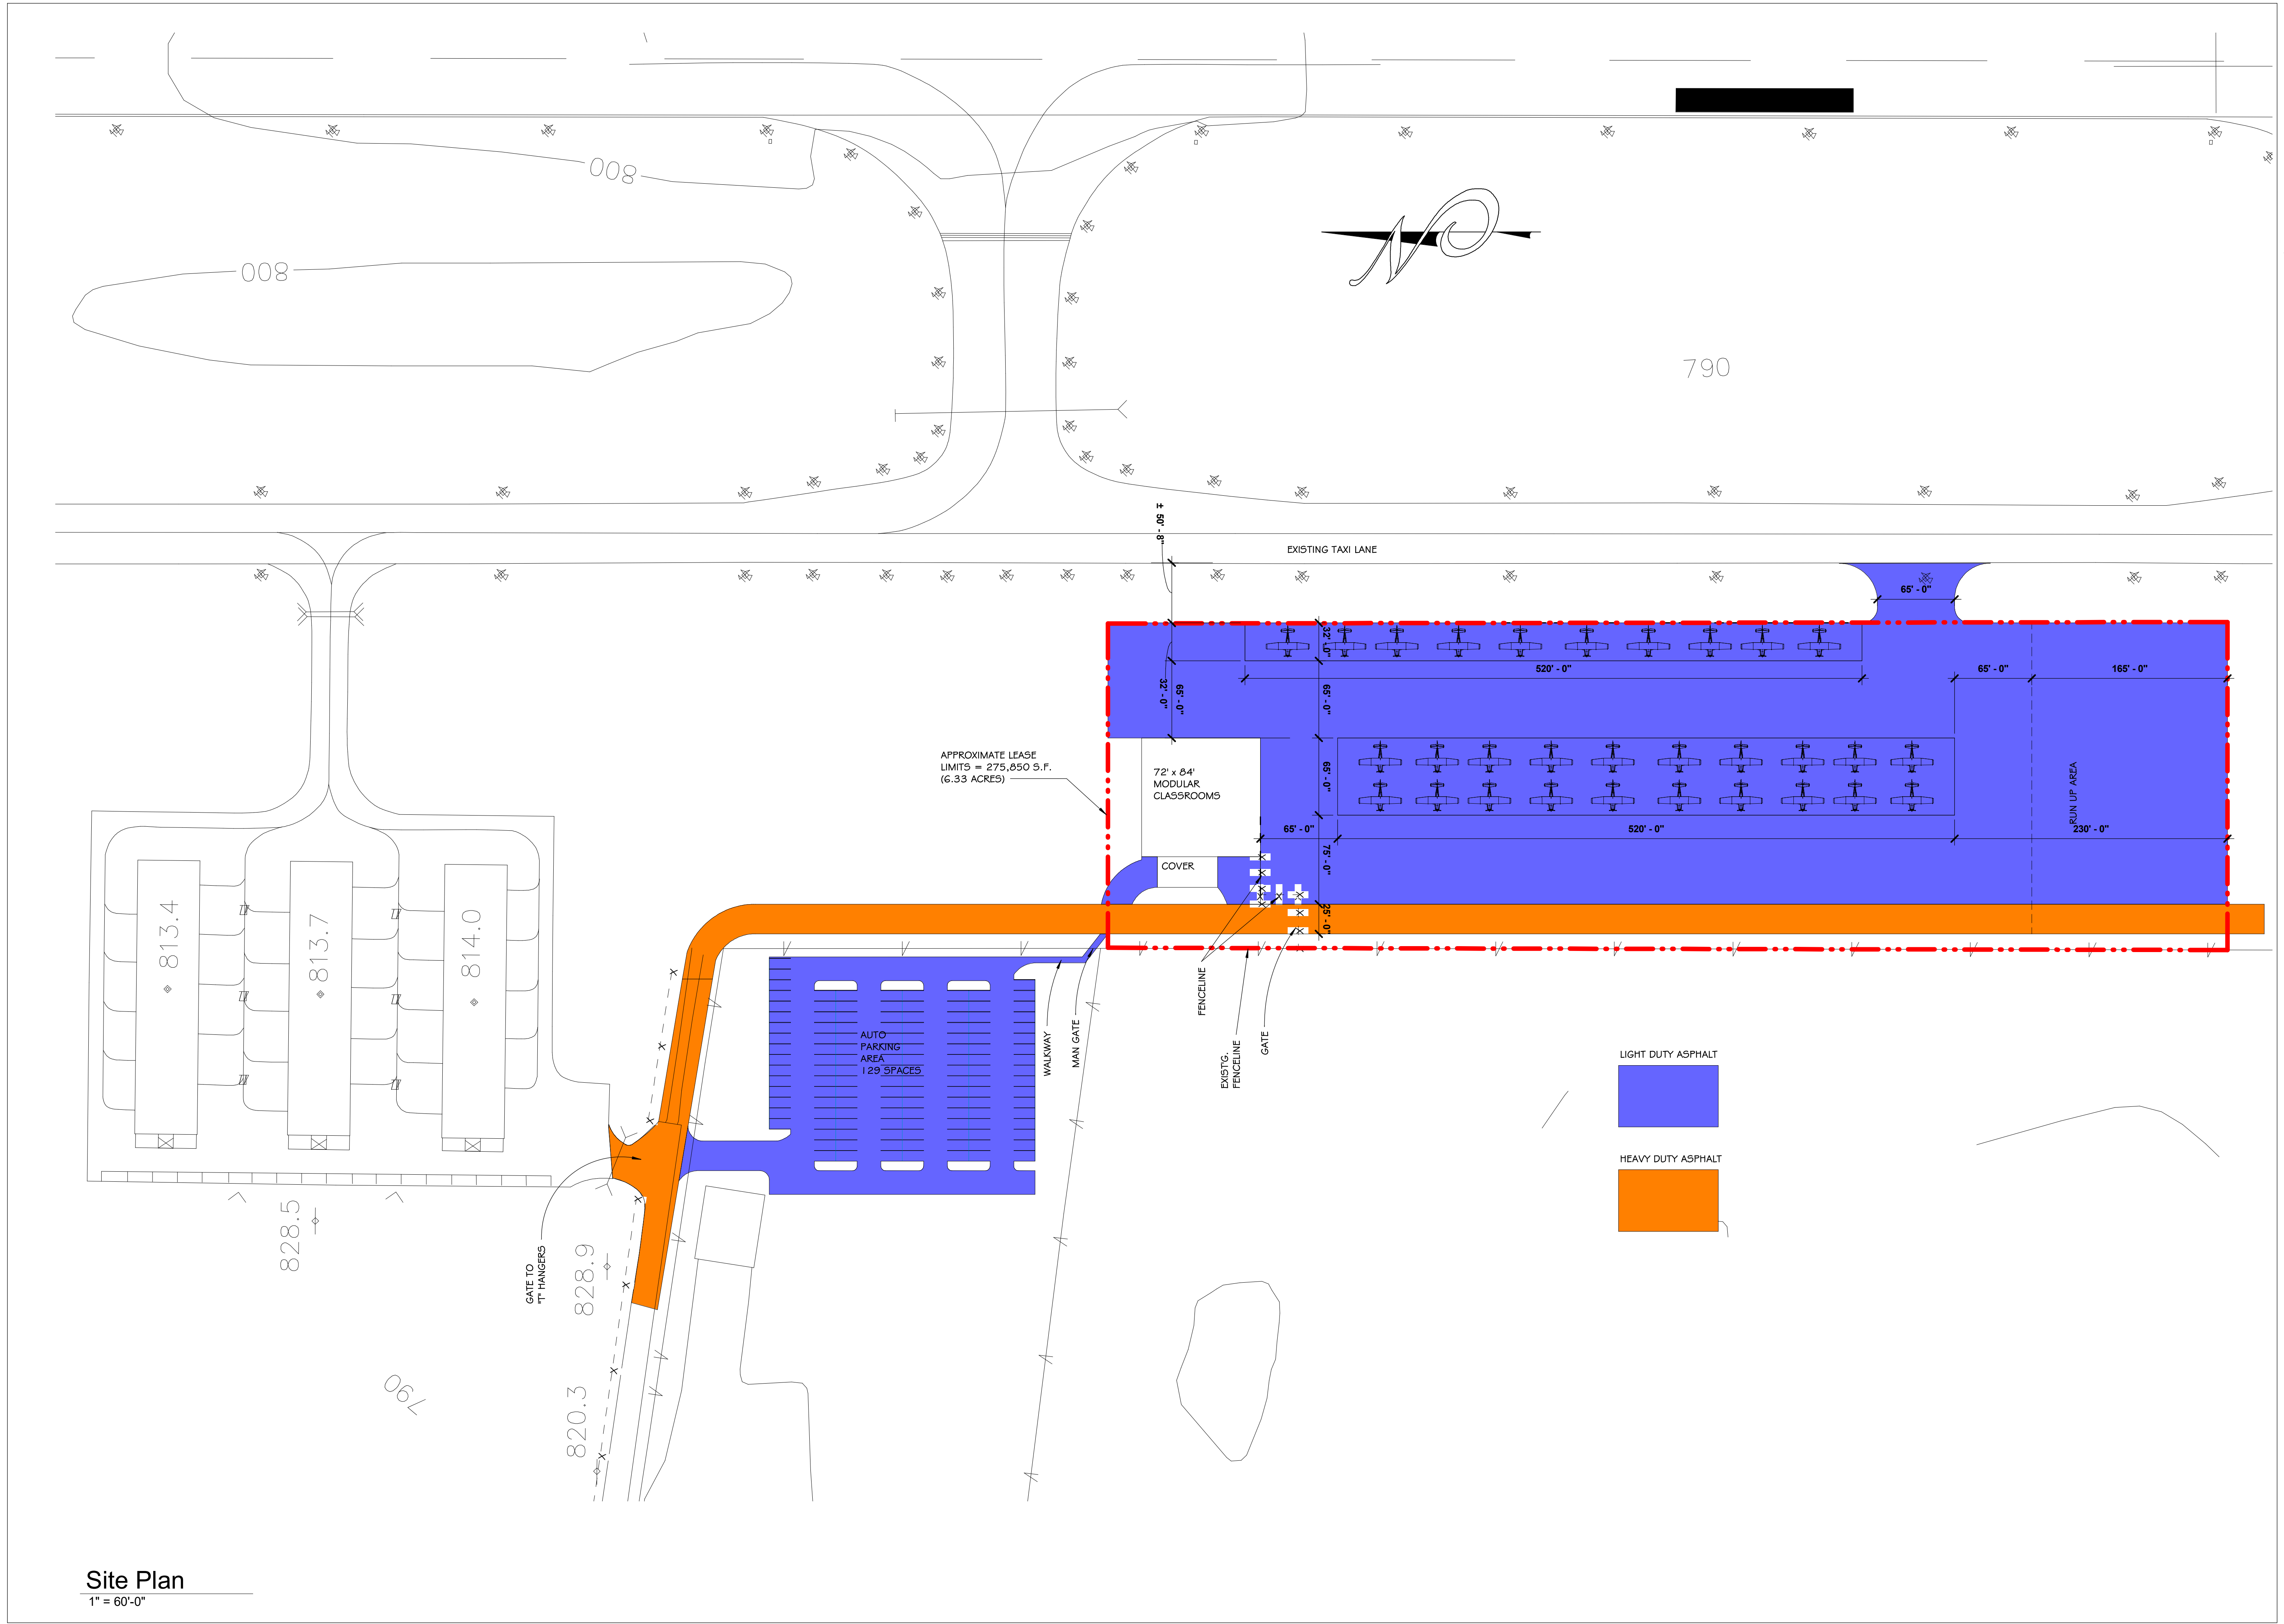 800
800
N
790
± 50' - 8"
EXISTING TAXI LANE
65' - 0"
32' - 0"
520' - 0"
65' - 0"
165' - 0"
32' - 0"
65' - 0"
65' - 0"
APPROXIMATE LEASE
LIMITS = 275,850 S.F.
(6.33 ACRES)
72' x 84'
MODULAR
CLASSROOMS
65' - 0"
RUN UP AREA
65' - 0"
520' - 0"
230' - 0"
75' - 0"
COVER
25' - 0"
813.4
813.7
814.0
FENCELINE
AUTO
PARKING
AREA
129 SPACES
WALKWAY
MAN GATE
EXIST'G.
FENCELINE
GATE
LIGHT DUTY ASPHALT
HEAVY DUTY ASPHALT
828.5
GATE TO
"T" HANGERS
828.9
790
820.3
Site Plan
1" = 60'-0"